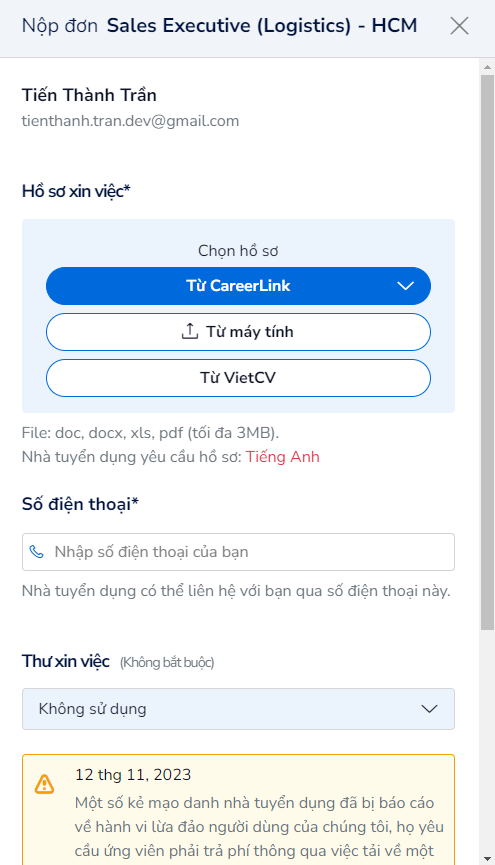 Nộp đơn Sales Executive (Logistics) - HCM
Tiến Thành Trần
tienthanh.tran.dev@gmail.com
Hồ sơ xin việc*
Chọn hồ sơ
Từ CareerLink
Từ máy tính
Từ VietCV
File: doc, docx, xls, pdf (tối đa 3MB).
Nhà tuyển dụng yêu cầu hồ sơ: Tiếng Anh
Số điện thoại*
Nhập số điện thoại của bạn
Nhà tuyển dụng có thể liên hệ với bạn qua số điện thoại này.
Thư xin việc (Không bắt buộc)
Không sử dụng
12 thg 11, 2023
Một số kẻ mạo danh nhà tuyển dụng đã bị báo cáo
về hành vi lừa đảo người dùng của chúng tôi, họ yêu
cầu ứng viên phải trả phí thông qua việc tải về một